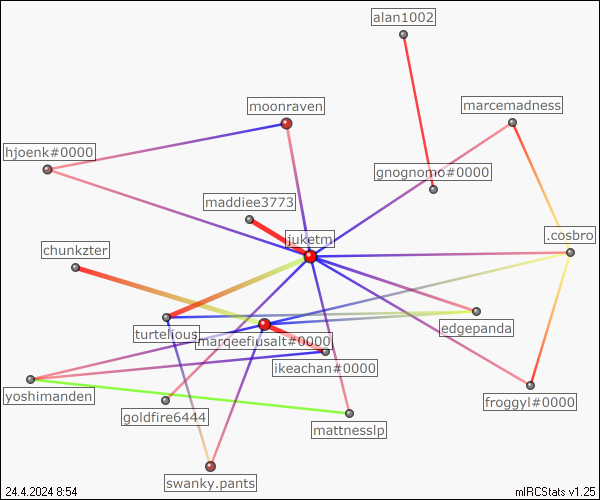 alan1002
moonraven
marcemadness
hjoenk#0000
gnognomo#0000
maddiee3773
juketm
.cosbro
chunkzter
turtelious
edgepanda
marqeefiusalt#0000
ikeachan#0000
yoshimanden
goldfire6444
froggyl#0000
mattnesslp
swanky.pants
24.4.2024 8:54
mIRCStats v1.25